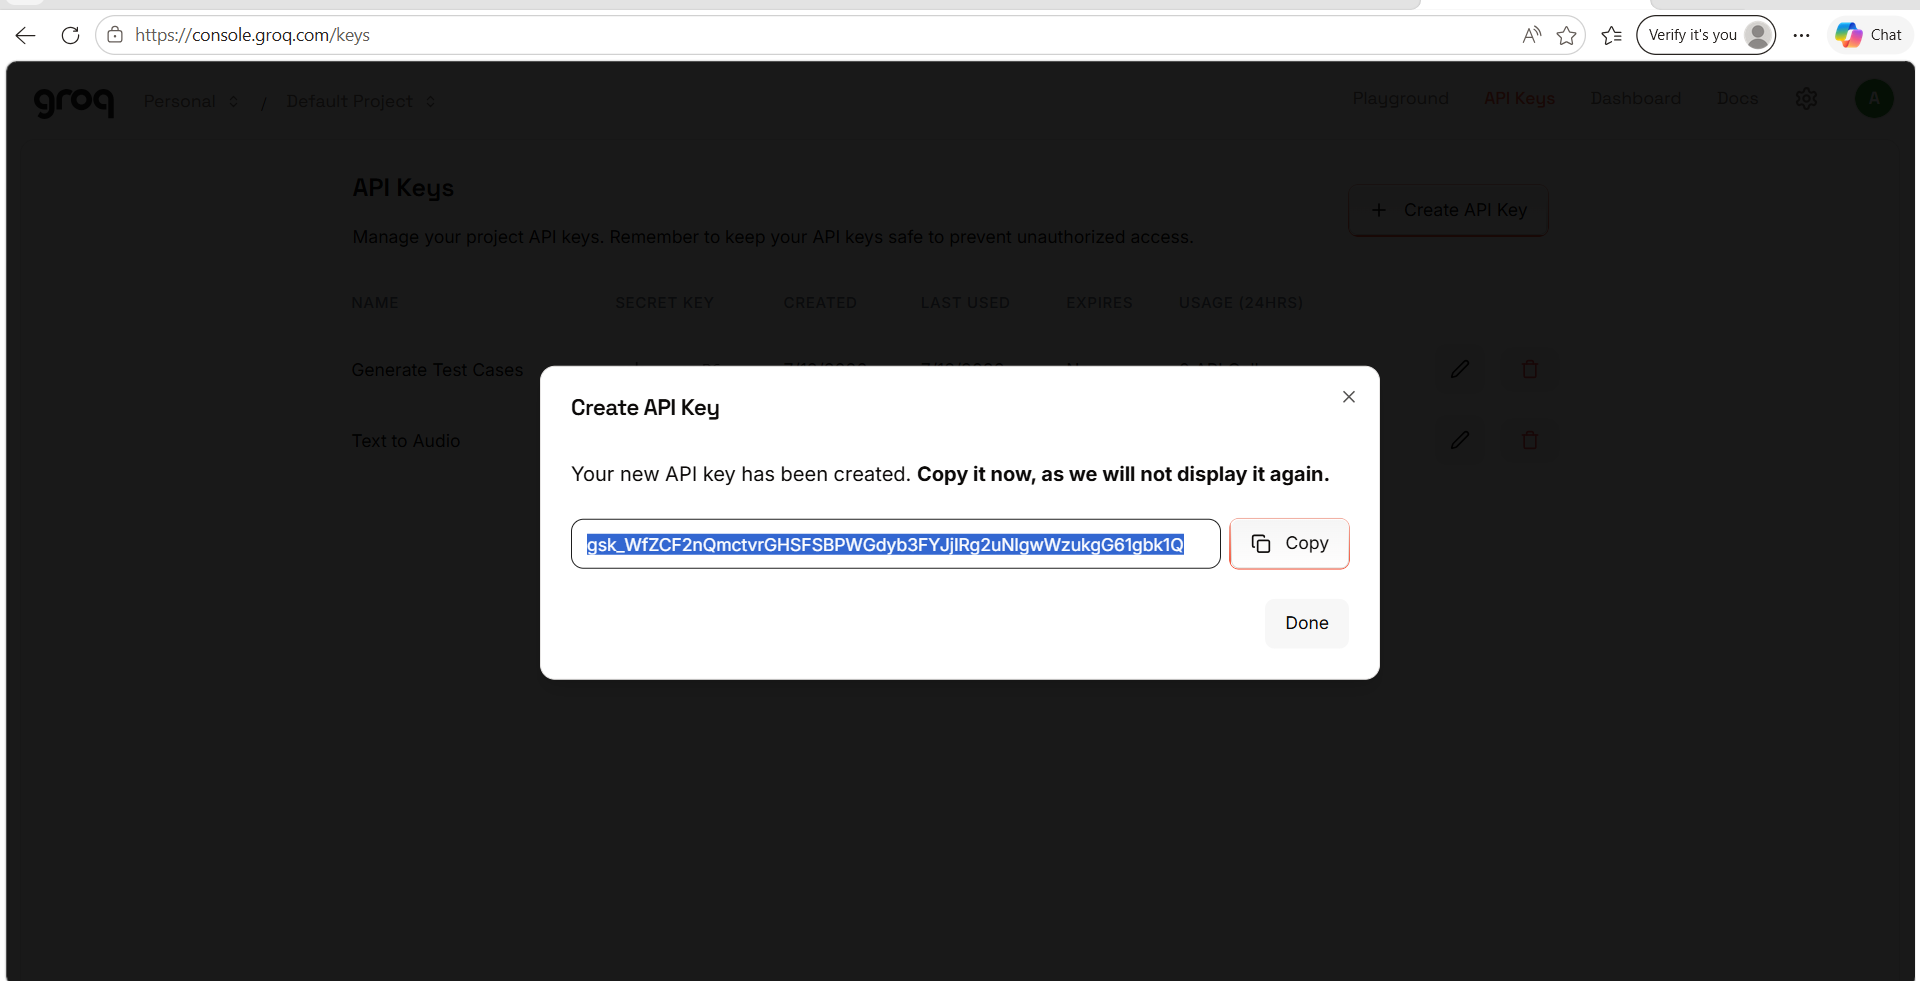 https://console.groq.com/keys
Verify it's you
Chat
groq
Personal / Default Project
Playground
API Keys
Dashboard
Docs
A
API Keys
Create API Key
Manage your project API keys. Remember to keep your API keys safe to prevent unauthorized access.
NAME SECRET KEY CREATED LAST USED EXPIRES USAGE (24HRS)
Generate Test Cases
Text to Audio
Create API Key
Your new API key has been created. Copy it now, as we will not display it again.
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
Copy
Done